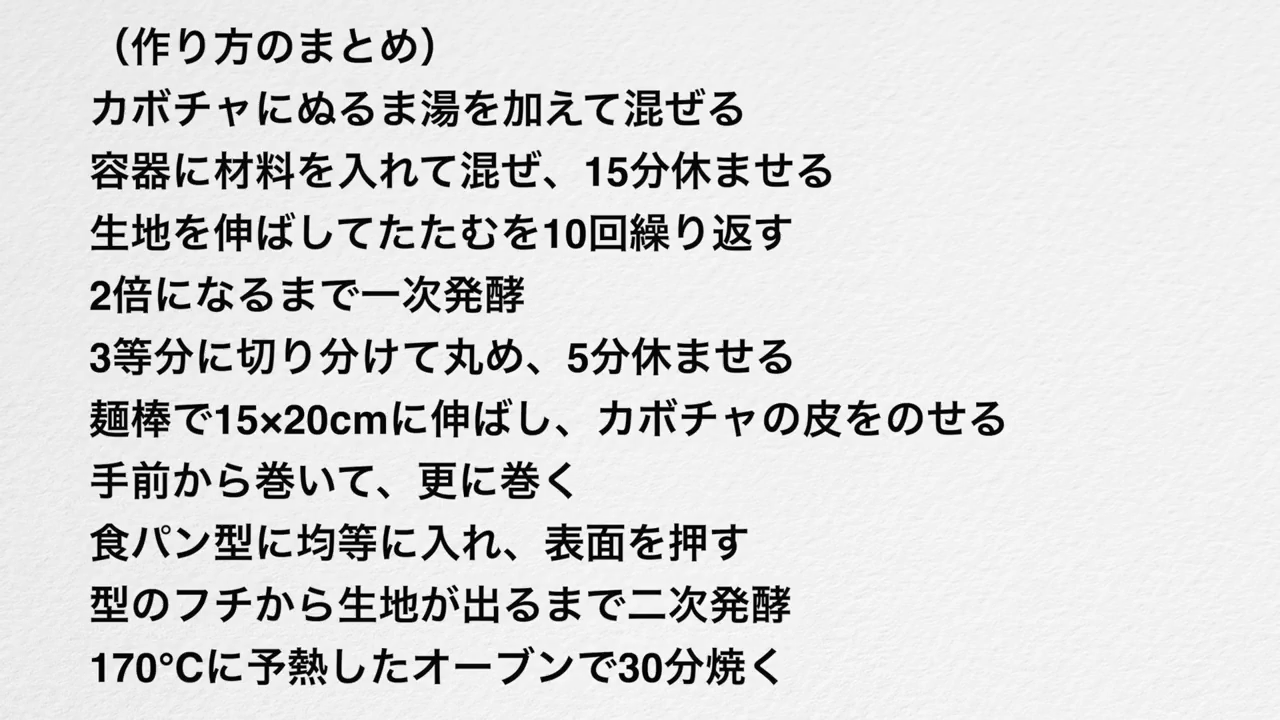 （作り方のまとめ）
カボチャにぬるま湯を加えて混ぜる
容器に材料を入れて混ぜ、15分休ませる
生地を伸ばしてたたむを10回繰り返す
2倍になるまで一次発酵
3等分に切り分けて丸め、5分休ませる
麺棒で15×20cmに伸ばし、カボチャの皮をのせる
手前から巻いて、更に巻く
食パン型に均等に入れ、表面を押す
型のフチから生地が出るまで二次発酵
170°Cに予熱したオーブンで30分焼く